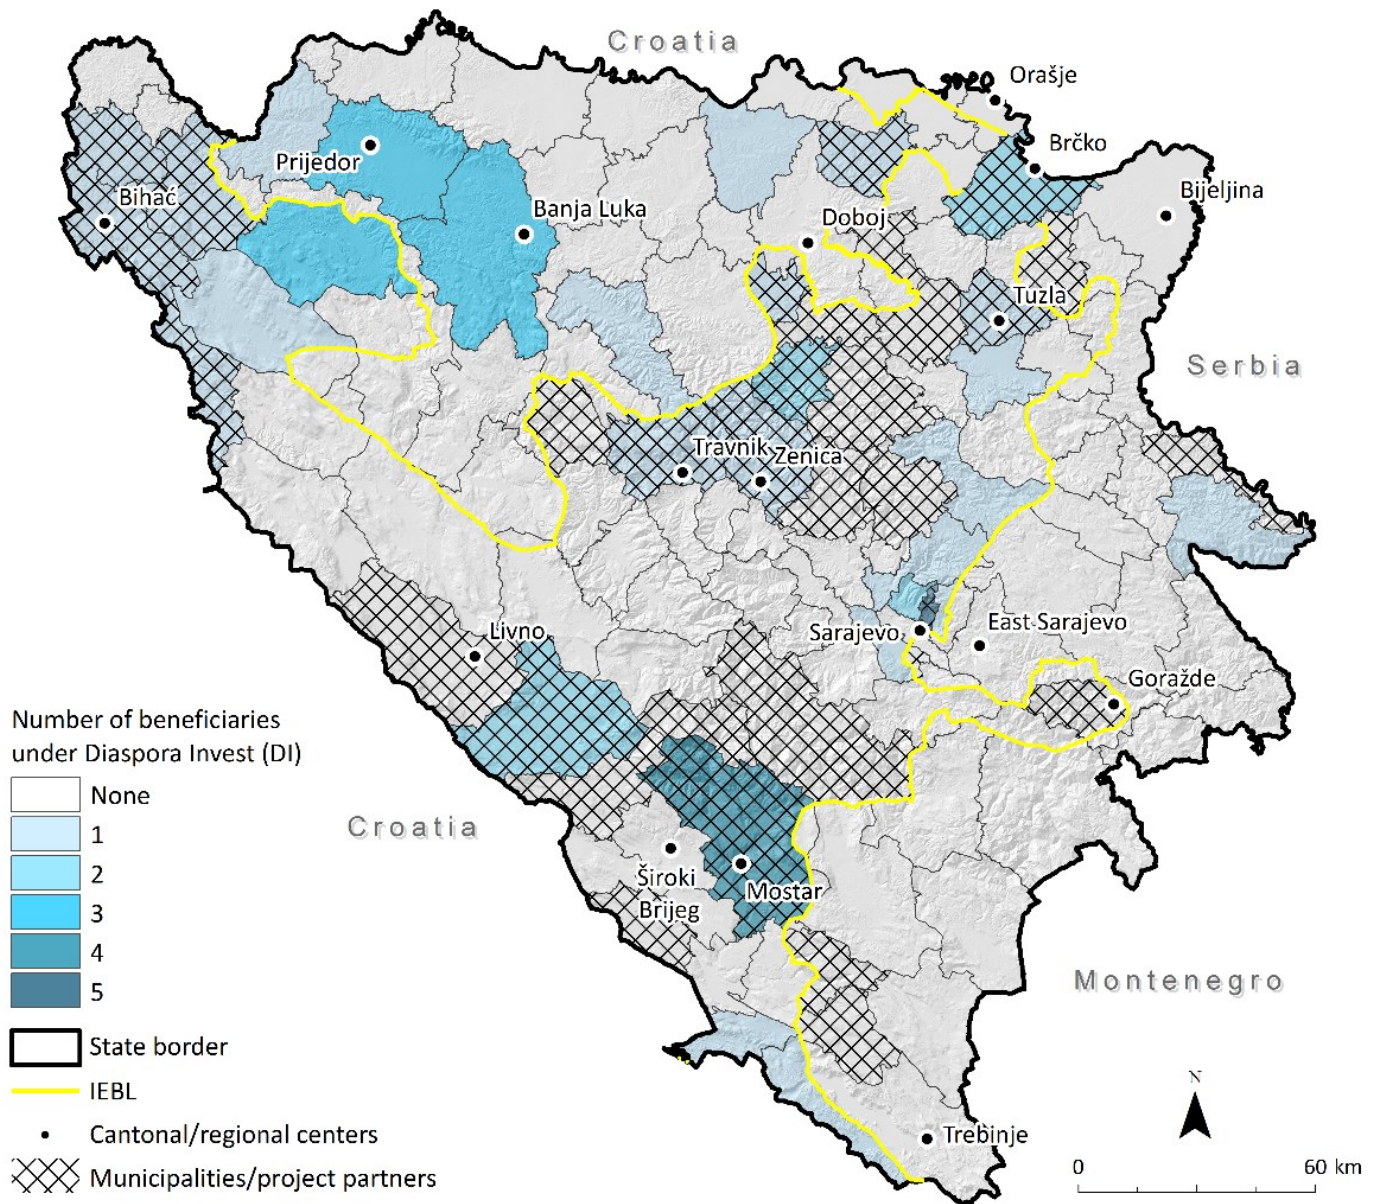 Croatia
Orašje
Brčko
Prijedor
Bihać
Bijeljina
Banja Luka
Doboj
Tuzla
Serbia
Travnik
Zenica
Livno
Sarajevo
East Sarajevo
Goražde
Number of beneficiaries
under Diaspora Invest (DI)
None
1
2
3
4
5
Croatia
Široki
Brijeg
Mostar
Montenegro
State border
IEBL
Cantonal/regional centers
Municipalities/project partners
Trebinje
N
0
60 km